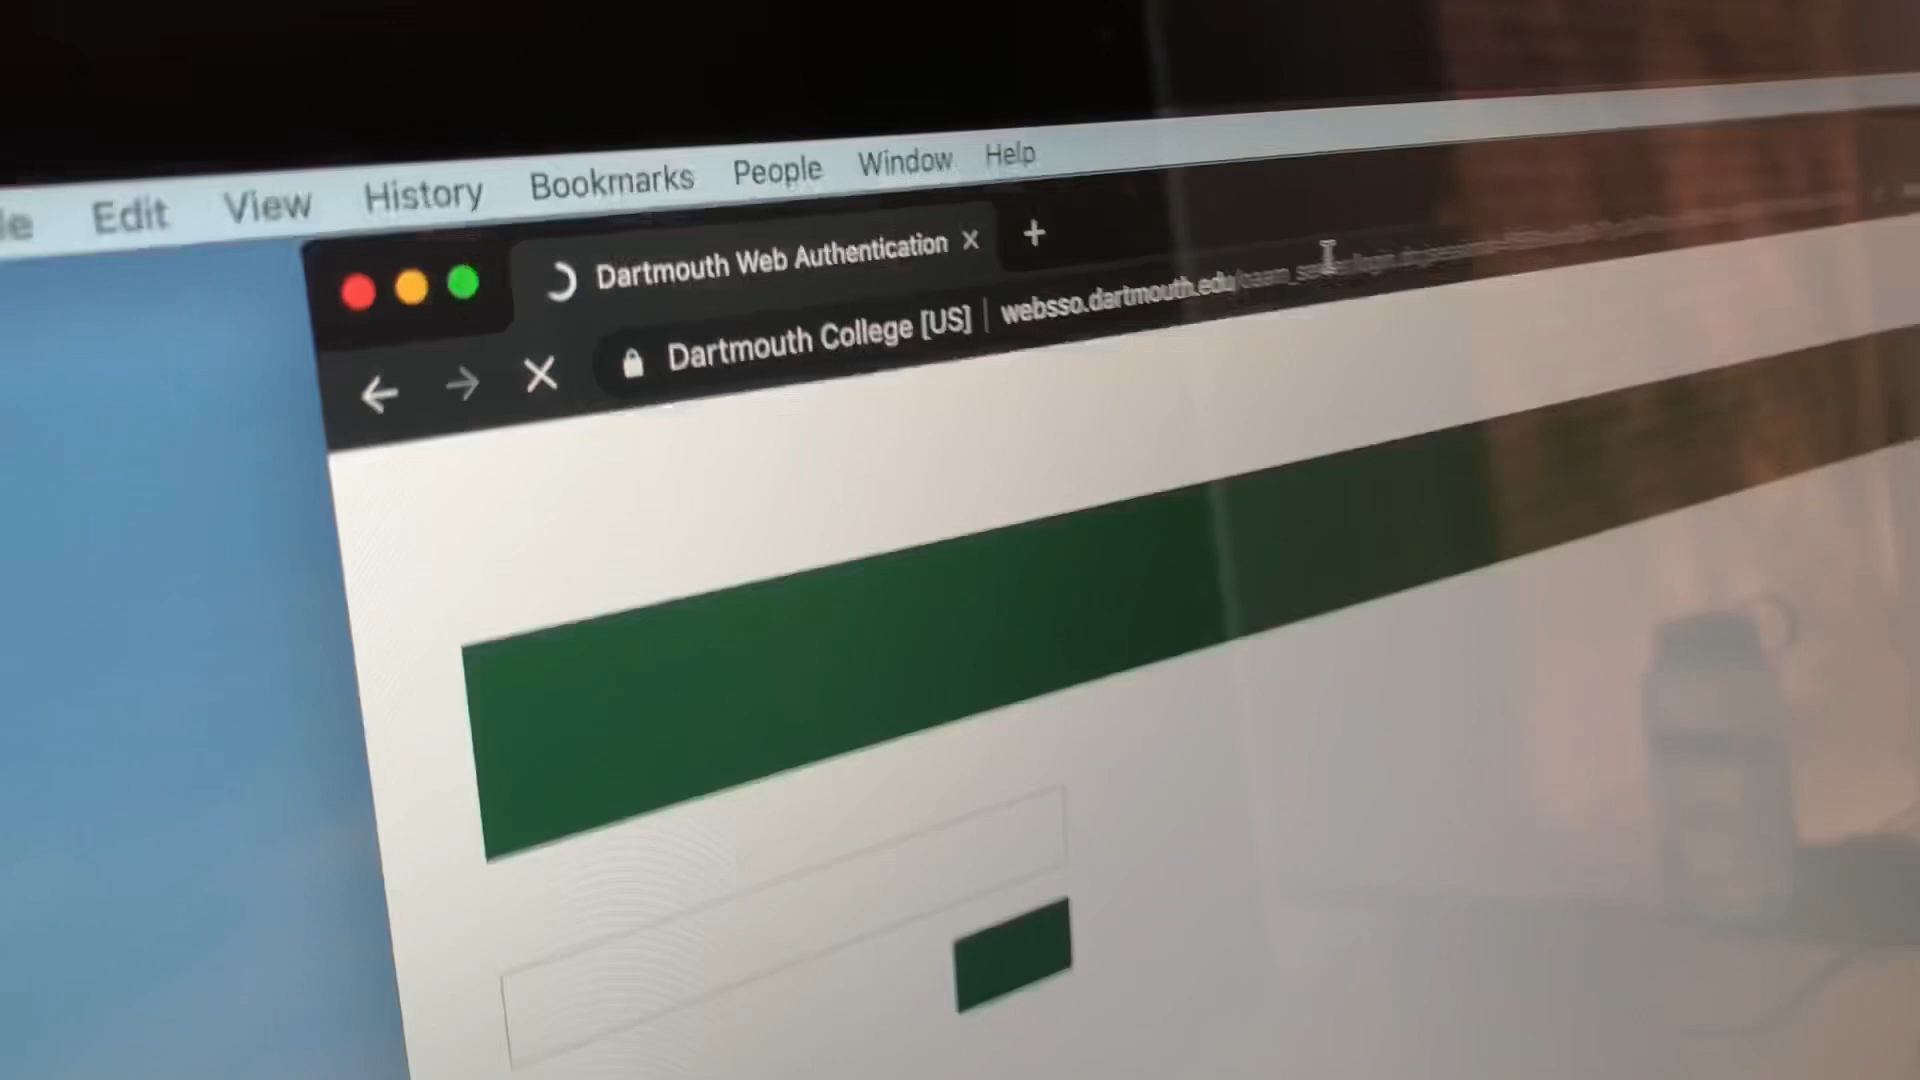 Edit View History Bookmarks People Window Help
Dartmouth Web Authentication
Dartmouth College [US] | websso.dartmouth.edu/